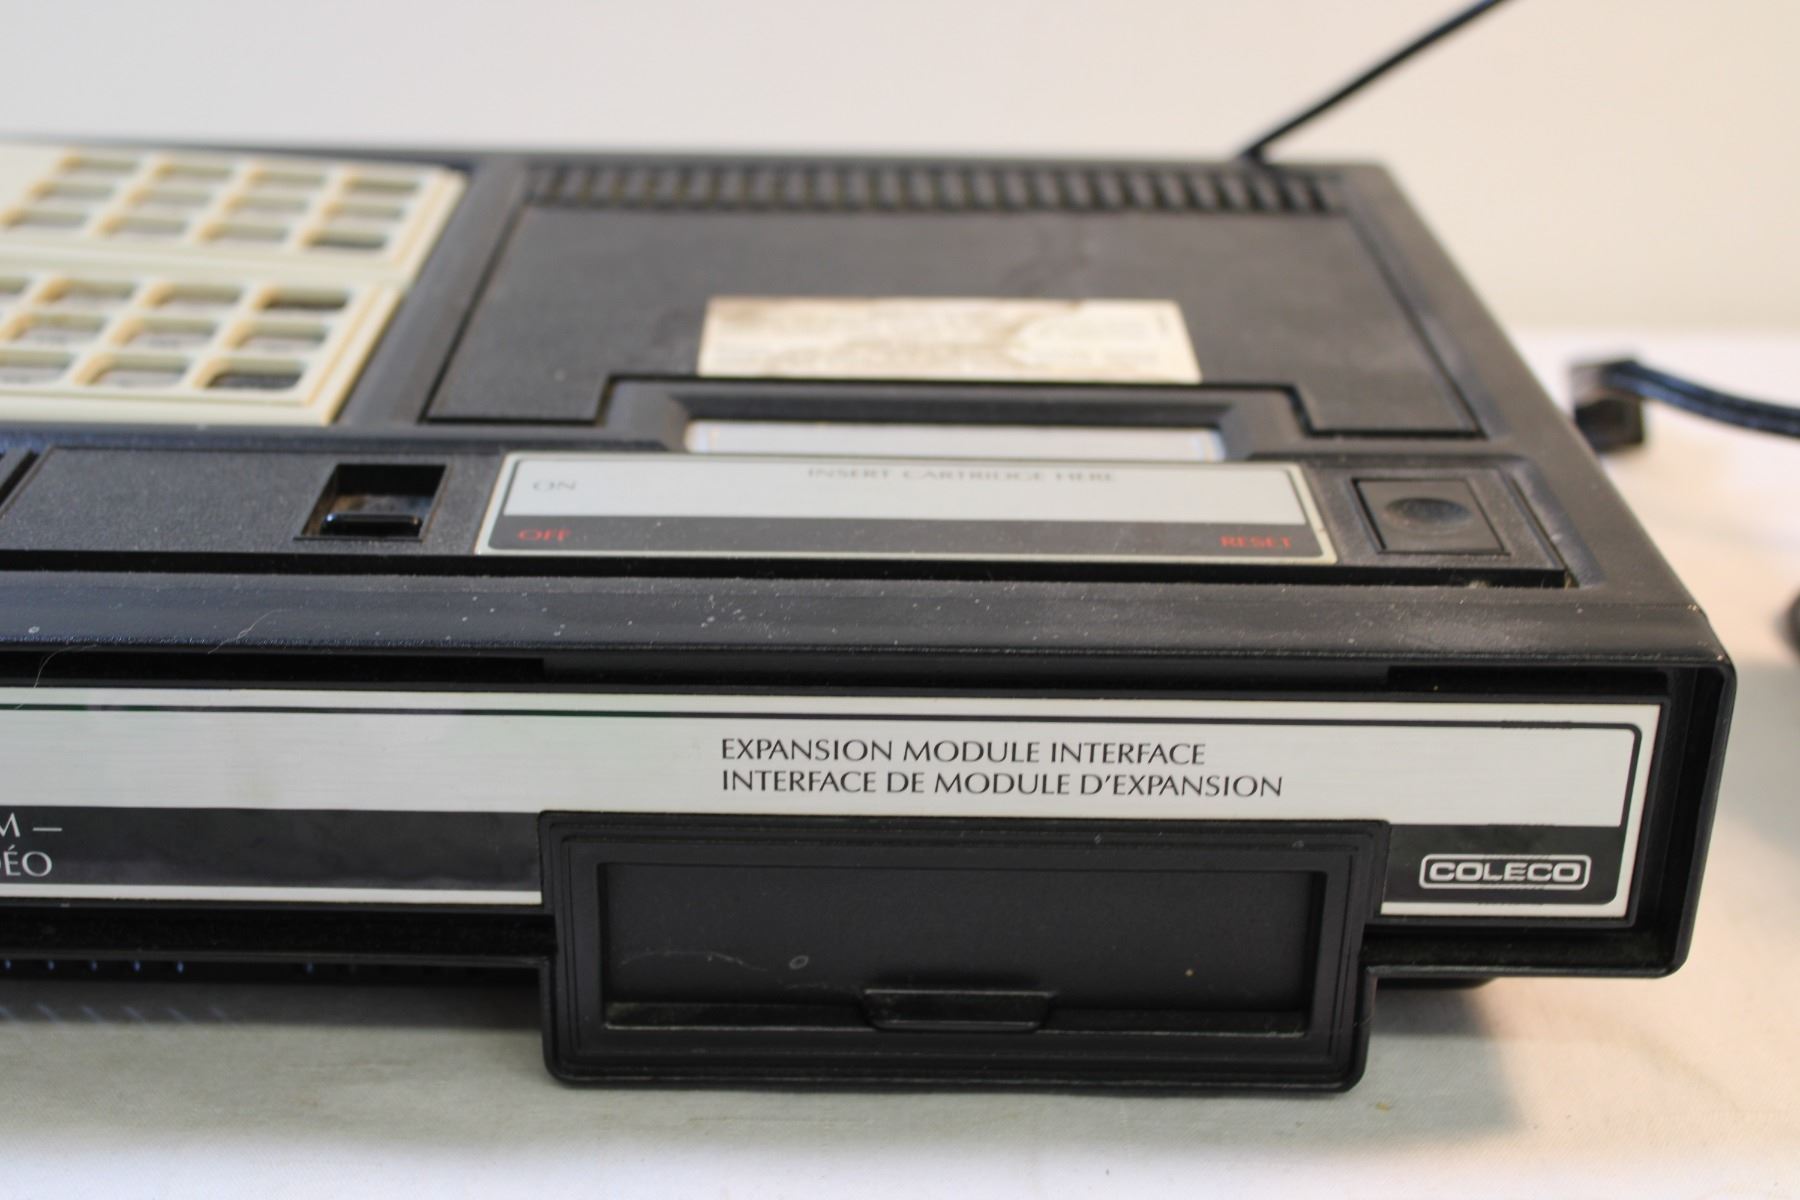 INSERT CARTRIDGE HERE
ON
OFF
RESET
EXPANSION MODULE INTERFACE
INTERFACE DE MODULE D'EXPANSION
M —
ÉO
COLECO